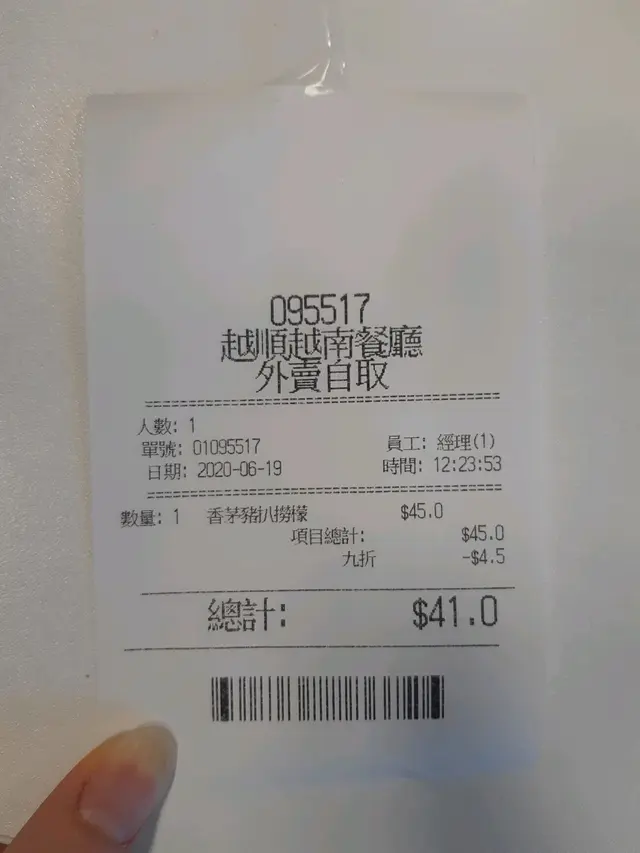 095517
越順越南餐廳
外賣自取
人數: 1
單號: 01095517 員工: 經理(1)
日期: 2020-06-19 時間: 12:23:53
數量: 1 香茅豬扒撈檬 $45.0
項目總計: $45.0
九折 -$4.5
總計: $41.0